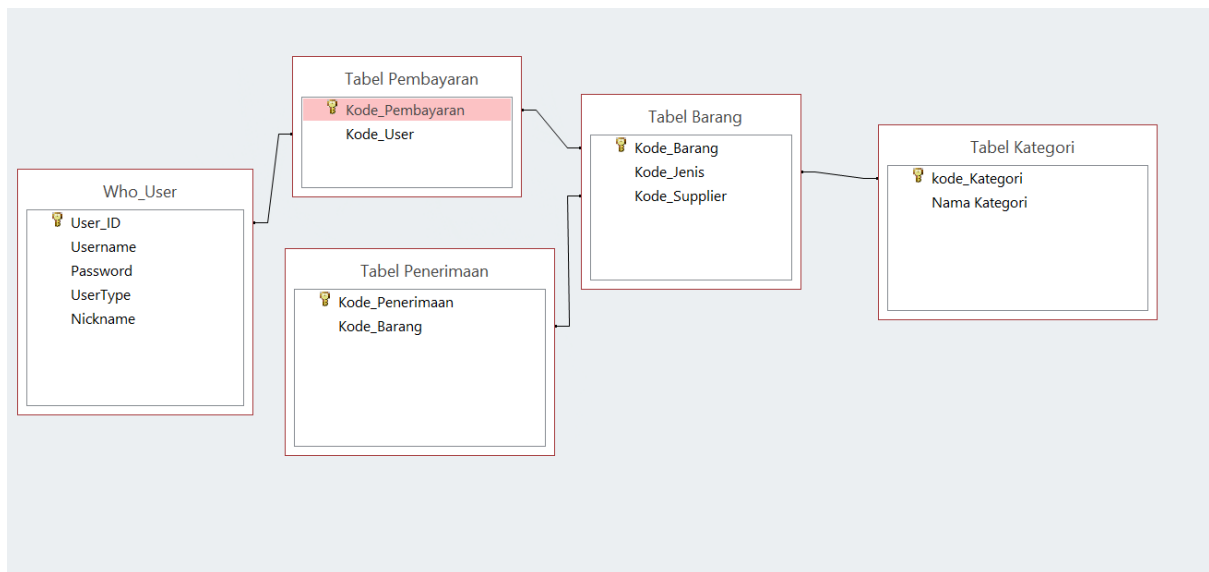 Who_User
User_ID
Username
Password
UserType
Nickname
Tabel Pembayaran
Kode_Pembayaran
Kode_User
Tabel Penerimaan
Kode_Penerimaan
Kode_Barang
Tabel Barang
Kode_Barang
Kode_Jenis
Kode_Supplier
Tabel Kategori
kode_Kategori
Nama Kategori